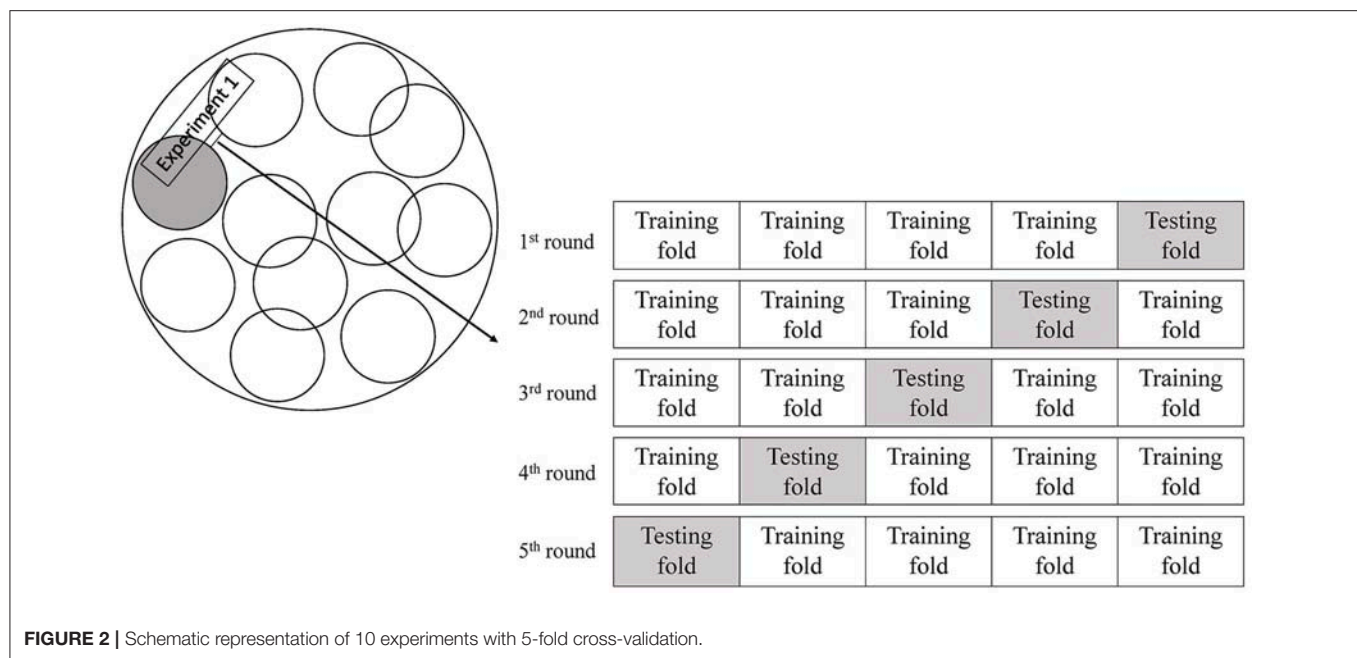 Experiment 1
1st round
Training fold
Training fold
Training fold
Training fold
Testing fold
2nd round
Training fold
Training fold
Training fold
Testing fold
Training fold
3rd round
Training fold
Training fold
Testing fold
Training fold
Training fold
4th round
Training fold
Testing fold
Training fold
Training fold
Training fold
5th round
Testing fold
Training fold
Training fold
Training fold
Training fold
FIGURE 2 | Schematic representation of 10 experiments with 5-fold cross-validation.